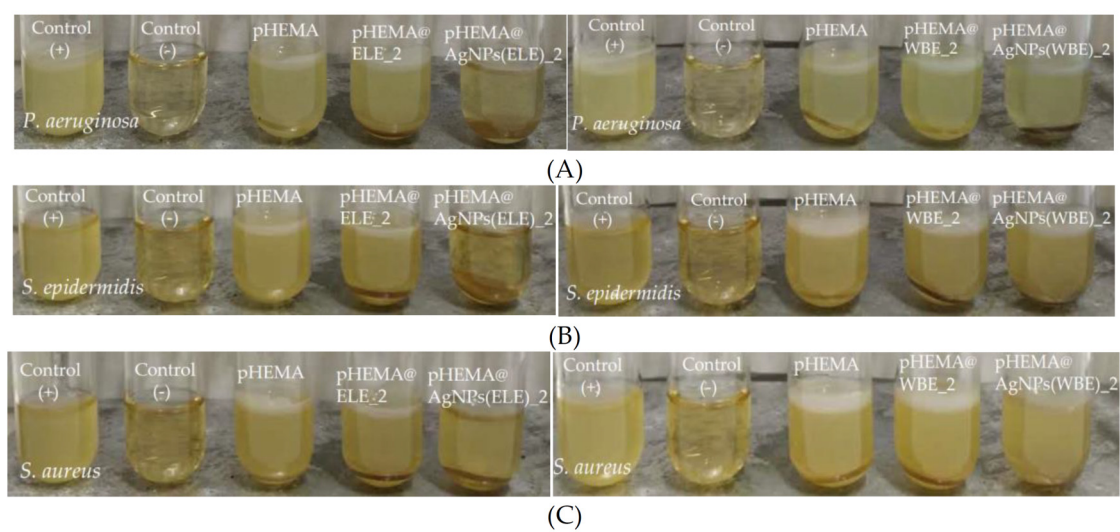 Control
(+)
Control
(-)
pHEMA
pHEMA@
ELE_2
pHEMA@
AgNPs(ELE)_2
P. aeruginosa
Control
(+)
Control
(-)
pHEMA
pHEMA@
WBE_2
pHEMA@
AgNPs(WBE)_2
P. aeruginosa
(A)
Control
(+)
Control
(-)
pHEMA
pHEMA@
ELE_2
pHEMA@
AgNPs(ELE)_2
S. epidermidis
Control
(+)
Control
(-)
pHEMA
pHEMA@
WBE_2
pHEMA@
AgNPs(WBE)_2
S. epidermidis
(B)
Control
(+)
Control
(-)
pHEMA
pHEMA@
ELE_2
pHEMA@
AgNPs(ELE)_2
S. aureus
Control
(+)
Control
(-)
pHEMA
pHEMA@
WBE_2
pHEMA@
AgNPs(WBE)_2
S. aureus
(C)